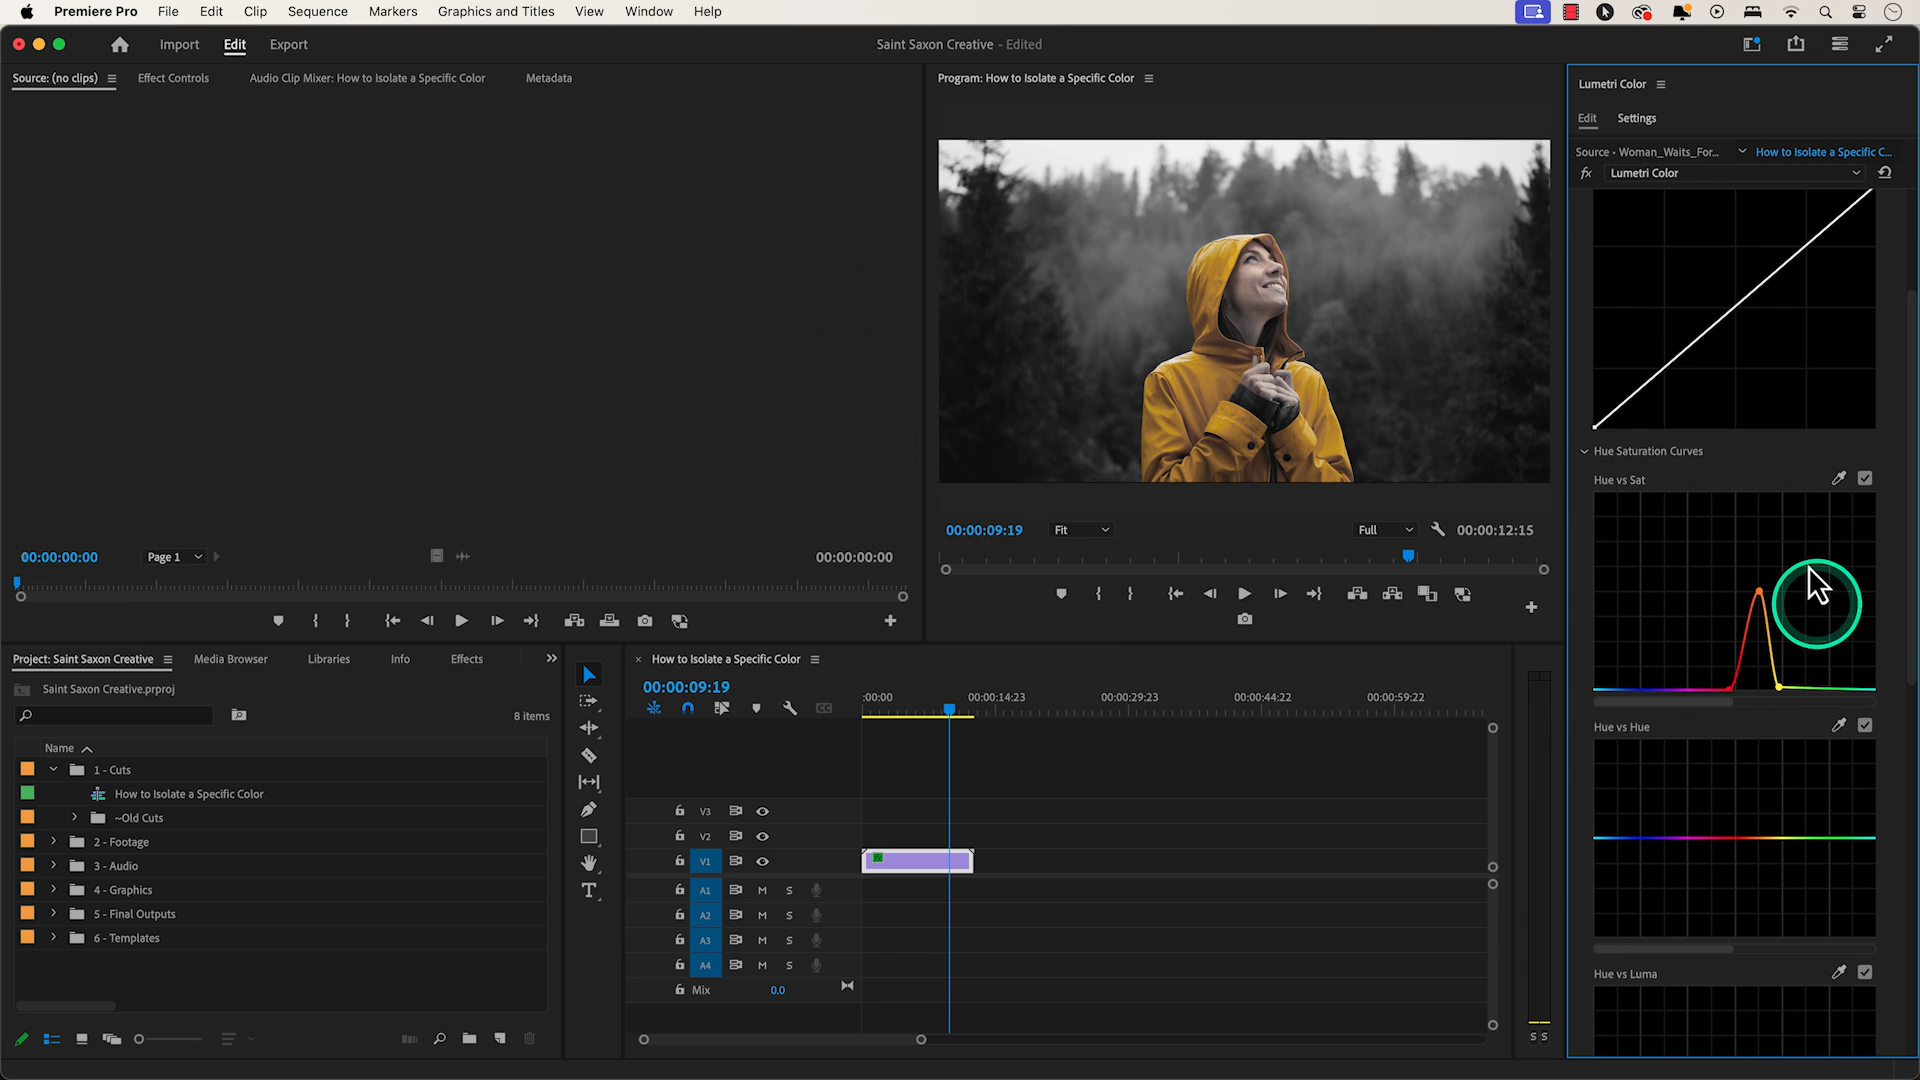 Premiere Pro File Edit Clip Sequence Markers Graphics and Titles View Window Help
Import Edit Export
Saint Saxon Creative - Edited
Source: (no clips) Effect Controls Audio Clip Mixer: How to Isolate a Specific Color Metadata
Program: How to Isolate a Specific Color
Lumetri Color
Edit Settings
Source • Woman_Waits_For... How to Isolate a Specific C...
fx Lumetri Color
Hue Saturation Curves
Hue vs Sat
Hue vs Hue
Hue vs Luma
00:00:09:19 Fit Full 00:00:12:15
00:00:00:00 Page 1 00:00:00:00
Project: Saint Saxon Creative Media Browser Libraries Info Effects
Saint Saxon Creative.prproj
8 items
Name
1 - Cuts
How to Isolate a Specific Color
~Old Cuts
2 - Footage
3 - Audio
4 - Graphics
5 - Final Outputs
6 - Templates
× How to Isolate a Specific Color
00:00:09:19
:00:00 00:00:14:23 00:00:29:23 00:00:44:22 00:00:59:22
CC
V3
V2
V1
A1 M S
A2 M S
A3 M S
A4 M S
Mix 0.0
S S